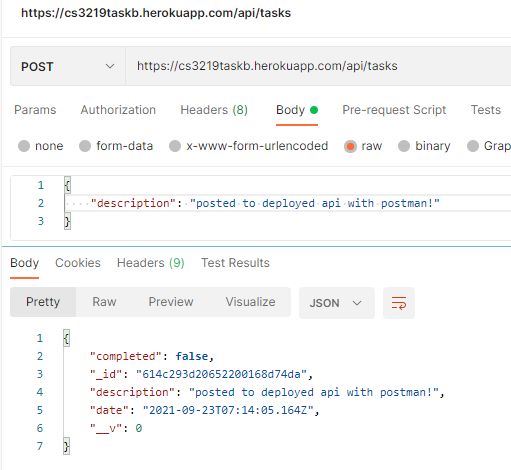 https://cs3219taskb.herokuapp.com/api/tasks
POST https://cs3219taskb.herokuapp.com/api/tasks
Params Authorization Headers (8) Body Pre-request Script Tests
none form-data x-www-form-urlencoded raw binary Grap
1 {
2 "description": "posted to deployed api with postman!"
3 }
Body Cookies Headers (9) Test Results
Pretty Raw Preview Visualize JSON
1 {
2 "completed": false,
3 "_id": "614c293d20652200168d74da",
4 "description": "posted to deployed api with postman!",
5 "date": "2021-09-23T07:14:05.164Z",
6 "__v": 0
7 }